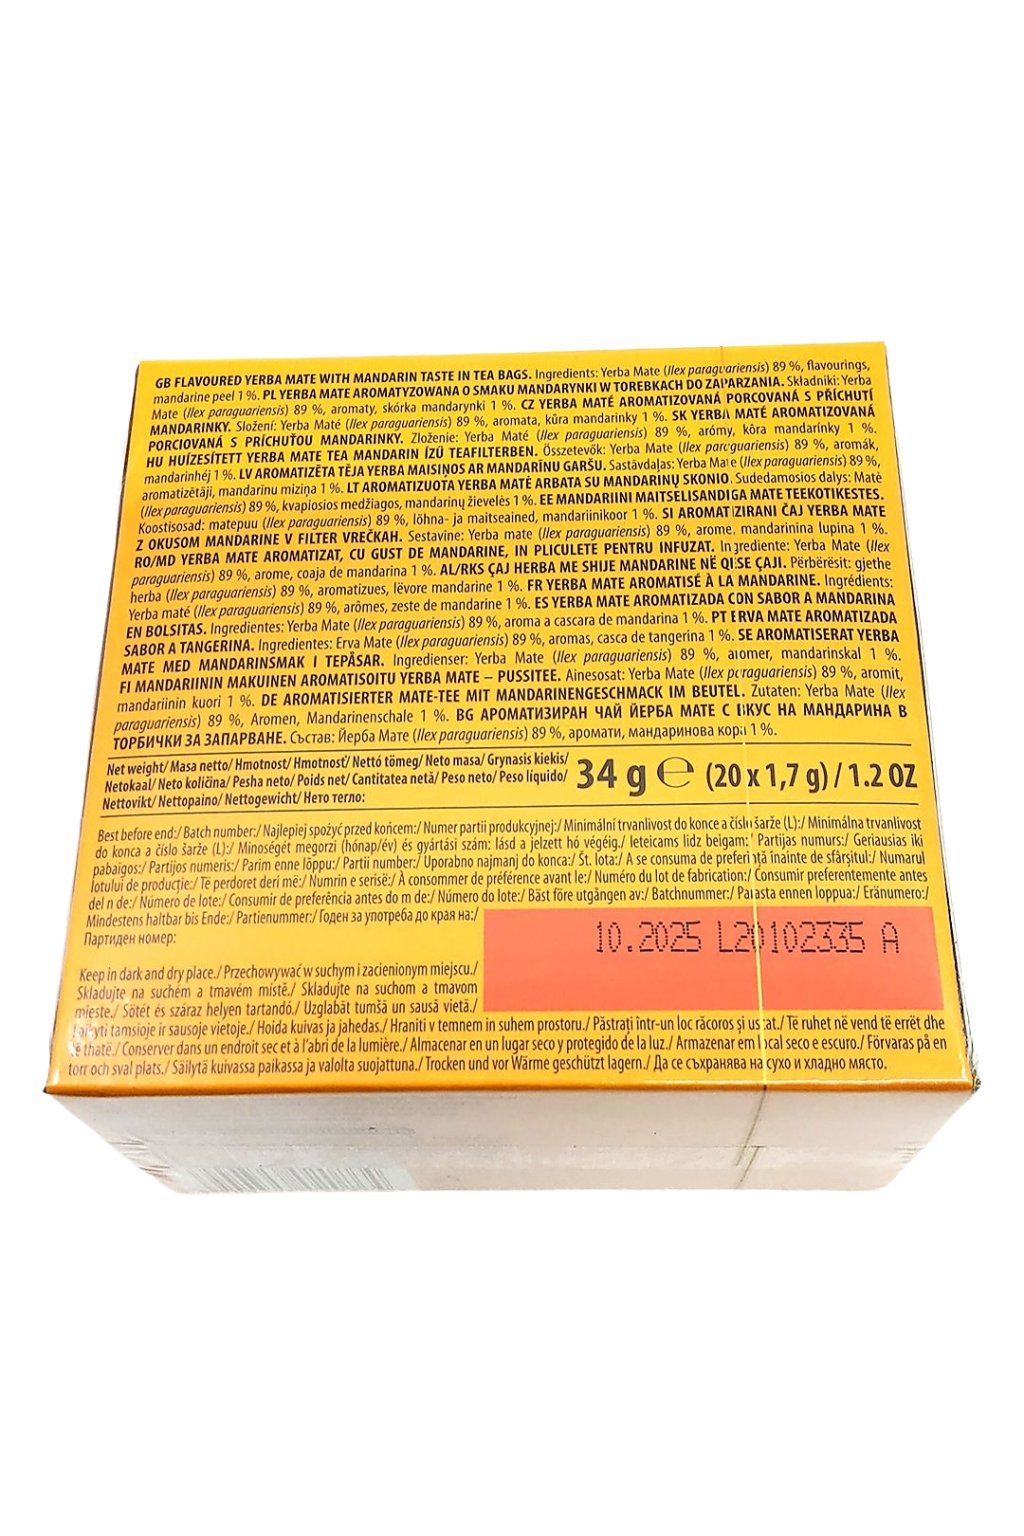 GB FLAVOURED YERBA MATE WITH MANDARIN TASTE IN TEA BAGS. Ingredients: Yerba Mate (Ilex paraguariensis) 89 %, flavourings,
mandarine peel 1 %. PL YERBA MATE AROMATYZOWANA O SMAKU MANDARYNKI W TOREBKACH DO ZAPARZANIA. Składniki: Yerba
Mate (Ilex paraguariensis) 89 %, aromaty, skórka mandarynki 1 %. CZ YERBA MATÉ AROMATIZOVANÁ PORCOVANÁ S PŘÍCHUTÍ
MANDARINKY. Složení: Yerba Maté (Ilex paraguariensis) 89 %, aromata, kůra mandarinky 1 %. SK YERBA MATÉ AROMATIZOVANÁ
PORCIOVANÁ S PRÍCHUŤOU MANDARINKY. Zloženie: Yerba Maté (Ilex paraguariensis) 89 %, arómy, kôra mandarínky 1 %.
HU HUÍZESÍTETT YERBA MATE TEA MANDARIN ÍZŰ TEAFILTERBEN. Összetevők: Yerba Mate (Ilex paraguariensis) 89 %, aromák,
mandarinhéj 1 %. LV AROMATIZĒTA TĒJA YERBA MAISIŅOS AR MANDARĪNU GARŠU. Sastāvdaļas: Yerba Mate (Ilex paraguariensis) 89 %,
aromatizētāji, mandarīnu miziņa 1 %. LT AROMATIZUOTA YERBA MATĖ ARBATA SU MANDARINŲ SKONIO. Sudedamosios dalys: Matė
(Ilex paraguariensis) 89 %, kvapiosios medžiagos, mandarinų žievelės 1 %. EE MANDARIINI MAITSELISANDIGA MATE TEEKOTIKESTES.
Koostisosad: matepuu (Ilex paraguariensis) 89 %, lõhna- ja maitseained, mandariinikoor 1 %. SI AROMATIZIRANI ČAJ YERBA MATE
Z OKUSOM MANDARINE V FILTER VREČKAH. Sestavine: Yerba mate (Ilex paraguariensis) 89 %, arome, mandarinina lupina 1 %.
RO/MD YERBA MATE AROMATIZAT, CU GUST DE MANDARINE, IN PLICULETE PENTRU INFUZAT. Ingrediente: Yerba Mate (Ilex
paraguariensis) 89 %, arome, coaja de mandarina 1 %. AL/RKS ÇAJ HERBA ME SHIJE MANDARINE NË QESE ÇAJI. Përbërësit: gjethe
herba (Ilex paraguariensis) 89 %, aromatizues, lëvore mandarine 1 %. FR YERBA MATE AROMATISÉ À LA MANDARINE. Ingrédients:
Yerba maté (Ilex paraguariensis) 89 %, arômes, zeste de mandarine 1 %. ES YERBA MATE AROMATIZADA CON SABOR A MANDARINA
EN BOLSITAS. Ingredientes: Yerba Mate (Ilex paraguariensis) 89 %, aroma a cascara de mandarina 1 %. PT ERVA MATE AROMATIZADA
SABOR A TANGERINA. Ingredientes: Erva Mate (Ilex paraguariensis) 89 %, aromas, casca de tangerina 1 %. SE AROMATISERAT YERBA
MATE MED MANDARINSMAK I TEPÅSAR. Ingredienser: Yerba Mate (Ilex paraguariensis) 89 %, aromer, mandarinskal 1 %.
FI MANDARIININ MAKUINEN AROMATISOITU YERBA MATE – PUSSITEE. Ainesosat: Yerba Mate (Ilex paraguariensis) 89 %, aromit,
mandariinin kuori 1 %. DE AROMATISIERTER MATE-TEE MIT MANDARINENGESCHMACK IM BEUTEL. Zutaten: Yerba Mate (Ilex
paraguariensis) 89 %, Aromen, Mandarinenschale 1 %. BG АРОМАТИЗИРАН ЧАЙ ЙЕРБА МАТЕ С ВКУС НА МАНДАРИНА В
ТОРБИЧКИ ЗА ЗАПАРВАНЕ. Състав: Йерба Мате (Ilex paraguariensis) 89 %, аромати, мандаринова кора 1 %.
Net weight/ Masa netto/ Hmotnost/ Hmotnosť/ Nettó tömeg/ Neto masa/ Grynasis kiekis/
Netokaal/ Neto količina/ Pesha neto/ Poids net/ Cantitatea netă/ Peso neto/ Peso líquido/
Nettovikt/ Nettopaino/ Nettogewicht/ Нето тегло:
34 g ℮ (20 x 1,7 g) / 1.2 OZ
Best before end:/ Batch number:/ Najlepiej spożyć przed końcem:/ Numer partii produkcyjnej:/ Minimální trvanlivost do konce a číslo šarže (L):/ Minimálna trvanlivost
do konca a číslo šarže (L):/ Minőségét megorzi (hónap/év) és gyártási szám: lásd a jelzett hó végéig./ Ieteicams lidz beigam:/ Partijas numurs:/ Geriausias iki
pabaigos:/ Partijos numeris:/ Parim enne lõppu:/ Partii number:/ Uporabno najmanj do konca:/ Št. lota:/ A se consuma de preferință înainte de sfârșitul:/ Numarul
lotului de producție:/ Të perdoret deri më:/ Numrin e serisë:/ À consommer de préférence avant le:/ Numéro du lot de fabrication:/ Consumir preferentemente antes
del n de:/ Número de lote:/ Consumir de preferência antes do m de:/ Número do lote:/ Bäst före utgången av:/ Batchnummer:/ Parasta ennen loppua:/ Eränumero:/
Mindestens haltbar bis Ende:/ Partienummer:/ Годен за употреба до края на:/
Партиден номер:
10.2025 L20102335 A
Keep in dark and dry place./ Przechowywać w suchym i zacienionym miejscu./
Skladujte na suchém a tmavém místě./ Skladujte na suchom a tmavom
mieste./ Sötét és száraz helyen tartandó./ Uzglabāt tumšā un sausā vietā./
Laikyti tamsioje ir sausoje vietoje./ Hoida kuivas ja jahedas./ Hraniti v temnem in suhem prostoru./ Păstrați într-un loc răcoros și uscat./ Të ruhet në vend të errët dhe
të thatë./ Conserver dans un endroit sec et à l'abri de la lumière./ Almacenar en un lugar seco y protegido de la luz./ Armazenar em local seco e escuro./ Förvaras på en
torr och sval plats./ Säilytä kuivassa paikassa ja valolta suojattuna./ Trocken und vor Wärme geschützt lagern./ Да се съхранява на сухо и хладно място.